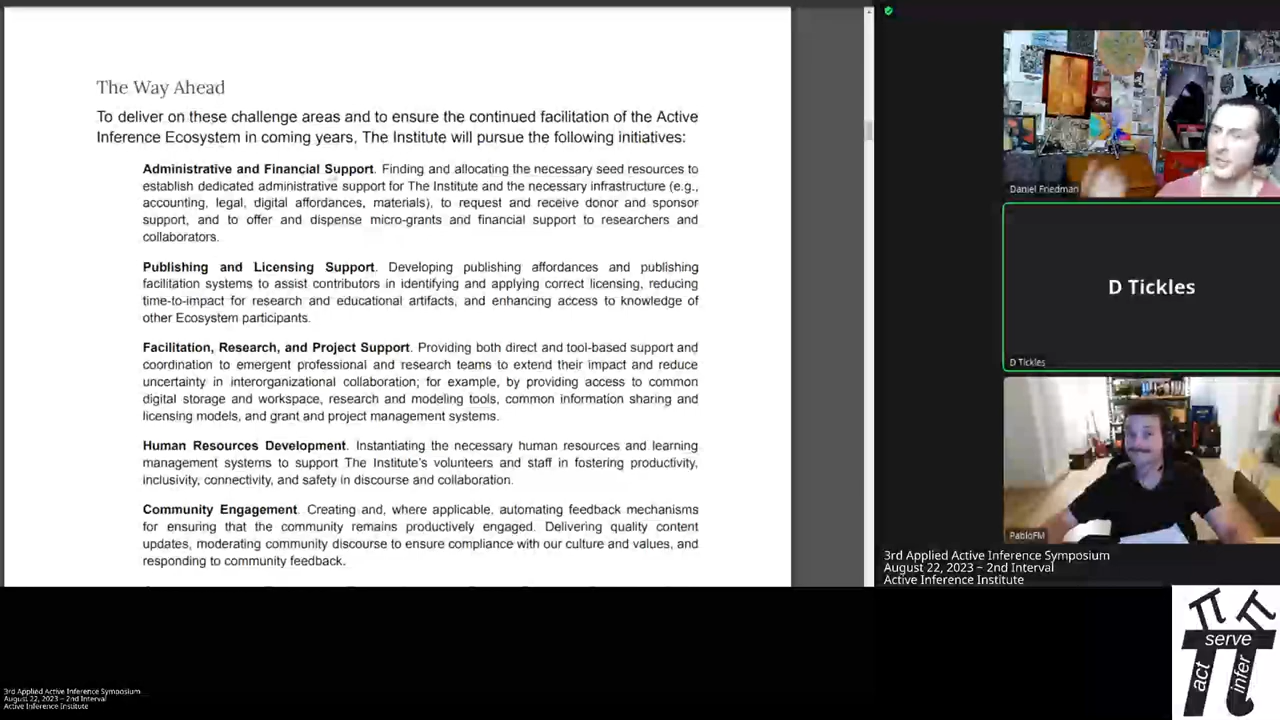 The Way Ahead
To deliver on these challenge areas and to ensure the continued facilitation of the Active
Inference Ecosystem in coming years, The Institute will pursue the following initiatives:
Administrative and Financial Support. Finding and allocating the necessary seed resources to
establish dedicated administrative support for The Institute and the necessary infrastructure (e.g.,
accounting, legal, digital affordances, materials), to request and receive donor and sponsor
support, and to offer and dispense micro-grants and financial support to researchers and
collaborators.
Publishing and Licensing Support. Developing publishing affordances and publishing
facilitation systems to assist contributors in identifying and applying correct licensing, reducing
time-to-impact for research and educational artifacts, and enhancing access to knowledge of
other Ecosystem participants.
Facilitation, Research, and Project Support. Providing both direct and tool-based support and
coordination to emergent professional and research teams to extend their impact and reduce
uncertainty in interorganizational collaboration; for example, by providing access to common
digital storage and workspace, research and modeling tools, common information sharing and
licensing models, and grant and project management systems.
Human Resources Development. Instantiating the necessary human resources and learning
management systems to support The Institute's volunteers and staff in fostering productivity,
inclusivity, connectivity, and safety in discourse and collaboration.
Community Engagement. Creating and, where applicable, automating feedback mechanisms
for ensuring that the community remains productively engaged. Delivering quality content
updates, moderating community discourse to ensure compliance with our culture and values, and
responding to community feedback.
Daniel Friedman
D Tickles
D Tickles
PabloFM
3rd Applied Active Inference Symposium
August 22, 2023 – 2nd Interval
Active Inference Institute
serve
act
infer
3rd Applied Active Inference Symposium
August 22, 2023 – 2nd Interval
Active Inference Institute